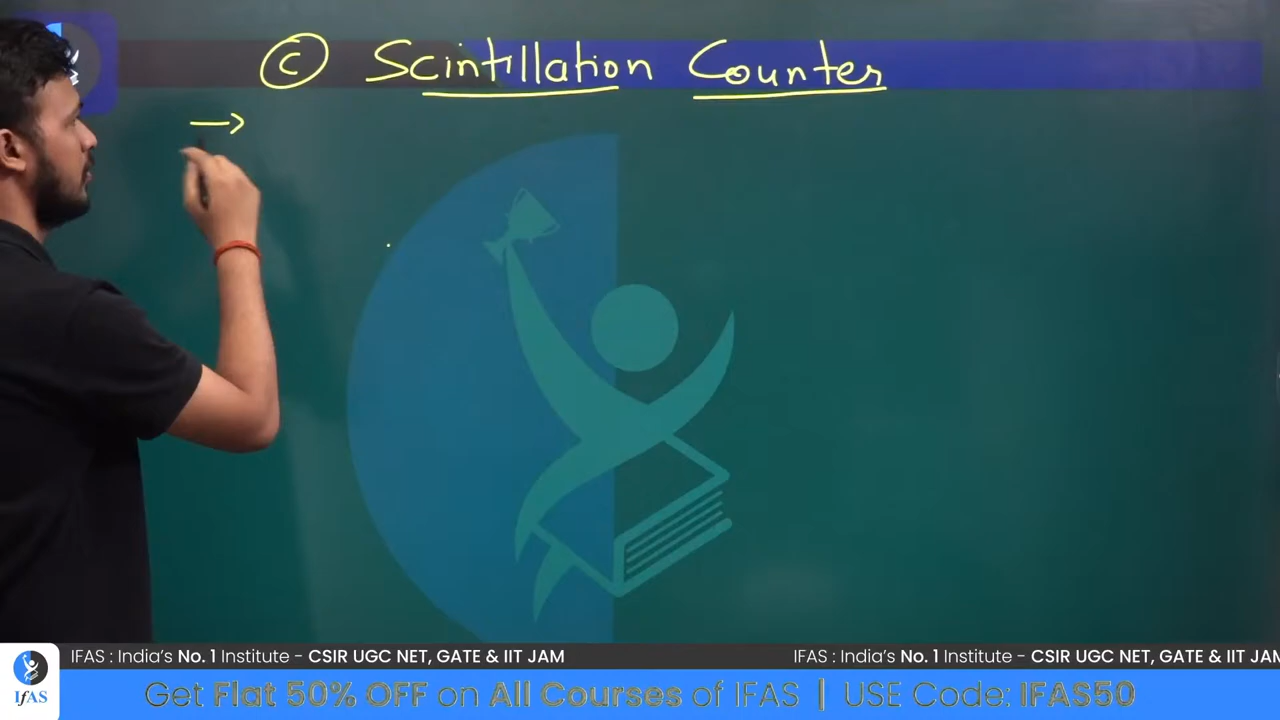 Ⓒ Scintillation Counter
→
IFAS : India's No. 1 Institute - CSIR UGC NET, GATE & IIT JAM
IFAS : India's No. 1 Institute - CSIR UGC NET, GATE & IIT JAM
IFAS
Get Flat 50% OFF on All Courses of IFAS | USE Code: IFAS50